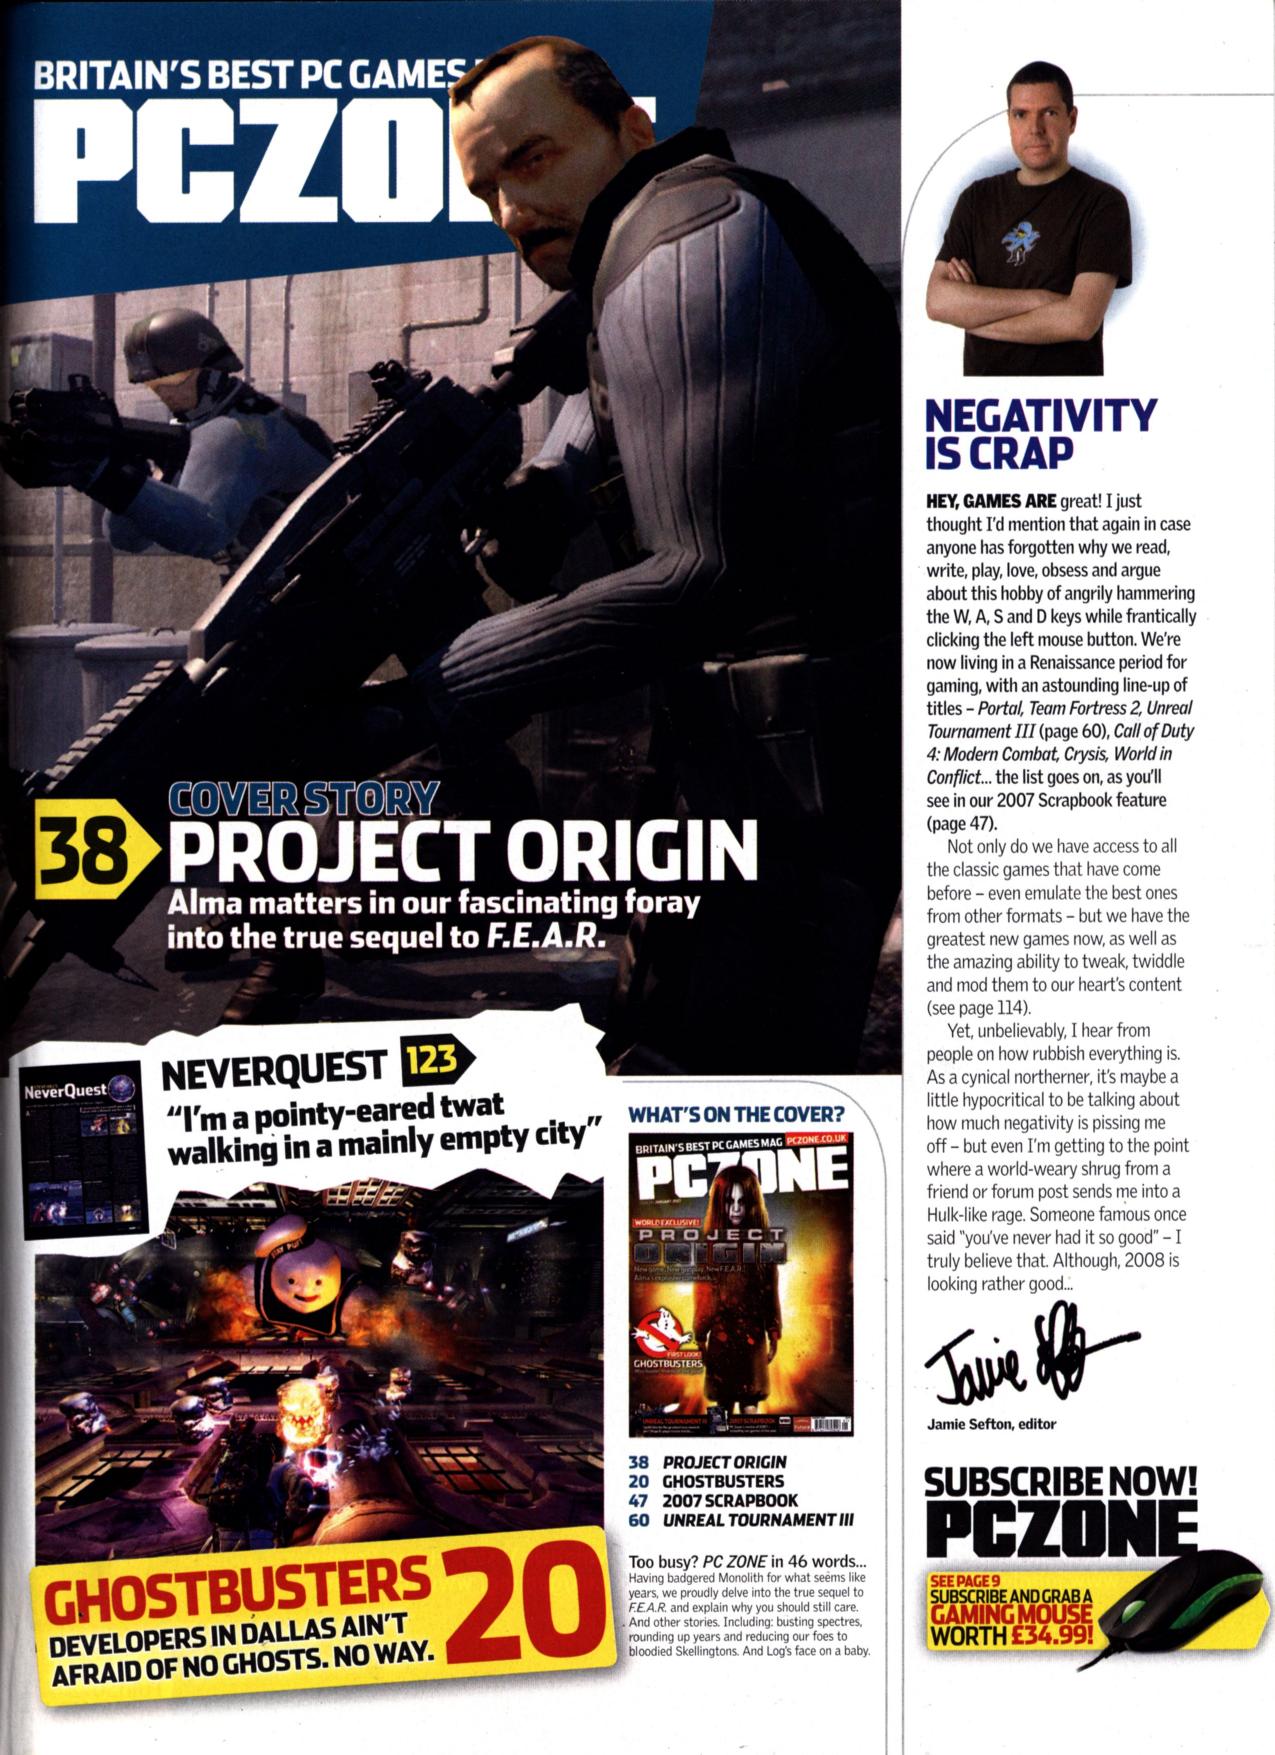 BRITAIN'S BEST PC GAMES
PCZO
COVER STORY
38
PROJECT ORIGIN
Alma matters in our fascinating foray
into the true sequel to F.E.A.R.
NeverQuest
NEVERQUEST 123
"I'm a pointy-eared twat
walking in a mainly empty city"
GHOSTBUSTERS
DEVELOPERS IN DALLAS AIN'T
AFRAID OF NO GHOSTS. NO WAY.
20
WHAT'S ON THE COVER?
BRITAIN'S BEST PC GAMES MAG PCZONE.CO.UK
PCZONE
WORLD EXCLUSIVE!
PROJECT
ORIGIN
FIRST LOOK!
GHOSTBUSTERS
UNREAL TOURNAMENT III
2007 SCRAPBOOK
38 PROJECT ORIGIN
20 GHOSTBUSTERS
47 2007 SCRAPBOOK
60 UNREAL TOURNAMENT III
Too busy? PC ZONE in 46 words...
Having badgered Monolith for what seems like
years, we proudly delve into the true sequel to
F.E.A.R. and explain why you should still care.
And other stories. Including: busting spectres,
rounding up years and reducing our foes to
bloodied Skellingtons. And Log's face on a baby.
NEGATIVITY
IS CRAP
HEY, GAMES ARE great! I just
thought I'd mention that again in case
anyone has forgotten why we read,
write, play, love, obsess and argue
about this hobby of angrily hammering
the W, A, S and D keys while frantically
clicking the left mouse button. We're
now living in a Renaissance period for
gaming, with an astounding line-up of
titles – Portal, Team Fortress 2, Unreal
Tournament III (page 60), Call of Duty
4: Modern Combat, Crysis, World in
Conflict... the list goes on, as you'll
see in our 2007 Scrapbook feature
(page 47).
Not only do we have access to all
the classic games that have come
before – even emulate the best ones
from other formats – but we have the
greatest new games now, as well as
the amazing ability to tweak, twiddle
and mod them to our heart's content
(see page 114).
Yet, unbelievably, I hear from
people on how rubbish everything is.
As a cynical northerner, it's maybe a
little hypocritical to be talking about
how much negativity is pissing me
off – but even I'm getting to the point
where a world-weary shrug from a
friend or forum post sends me into a
Hulk-like rage. Someone famous once
said "you've never had it so good" – I
truly believe that. Although, 2008 is
looking rather good...
Jamie
Jamie Sefton, editor
SUBSCRIBE NOW!
PCZONE
SEE PAGE 9
SUBSCRIBE AND GRAB A
GAMING MOUSE
WORTH £34.99!